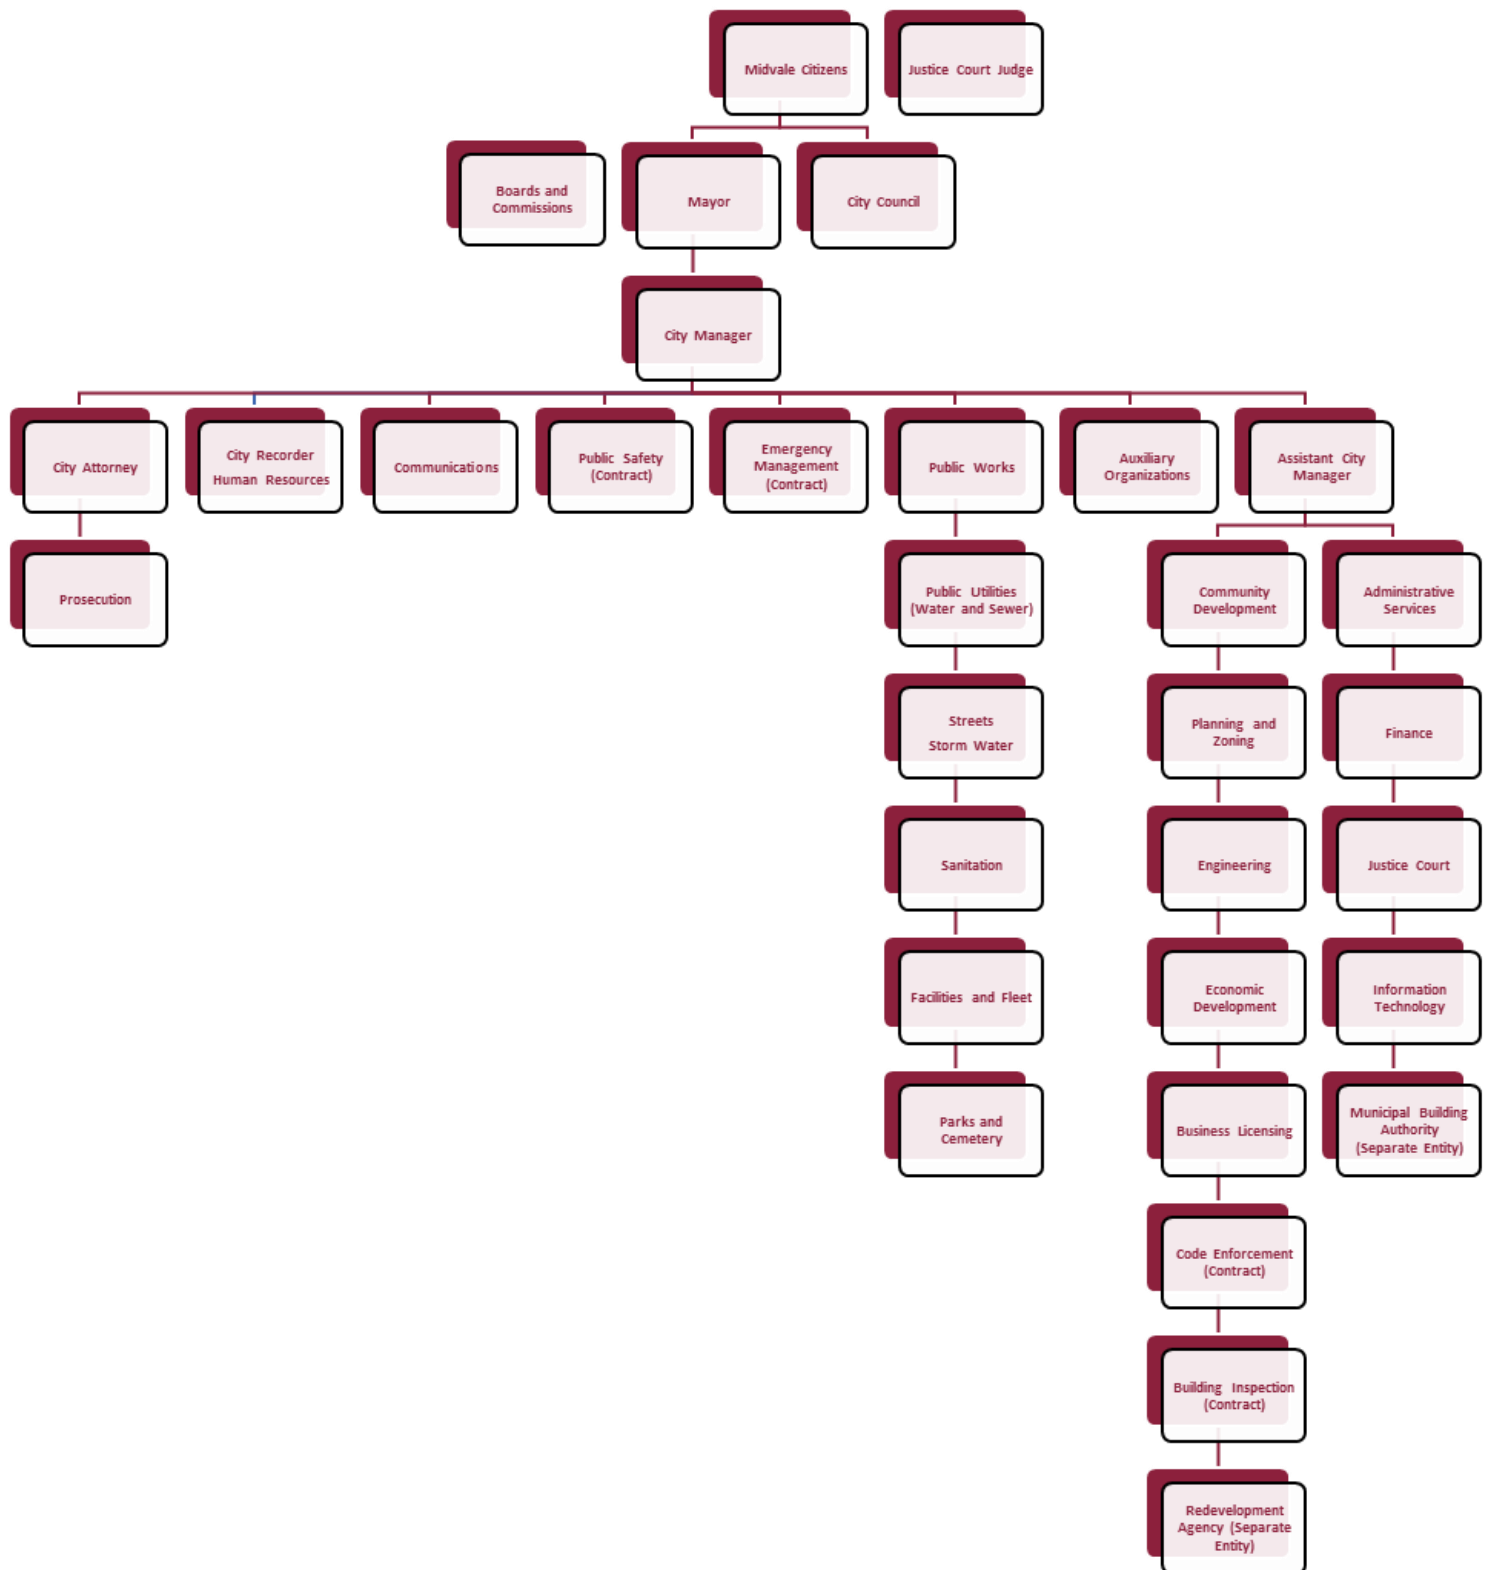 Midvale Citizens
Justice Court Judge
Boards and
Commissions
Mayor
City Council
City Manager
City Attorney
City Recorder
Human Resources
Communications
Public Safety
(Contract)
Emergency
Management
(Contract)
Public Works
Auxiliary
Organizations
Assistant City
Manager
Prosecution
Public Utilities
(Water and Sewer)
Community
Development
Administrative
Services
Streets
Storm Water
Planning and
Zoning
Finance
Sanitation
Engineering
Justice Court
Facilities and Fleet
Economic
Development
Information
Technology
Parks and
Cemetery
Business Licensing
Municipal Building
Authority
(Separate Entity)
Code Enforcement
(Contract)
Building Inspection
(Contract)
Redevelopment
Agency (Separate
Entity)